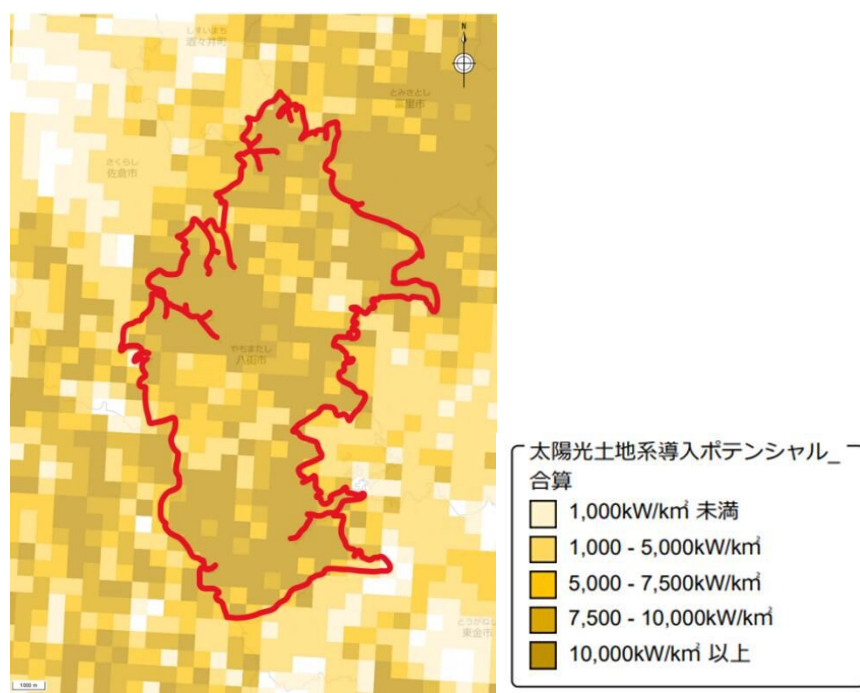 しすいまち
酒々井町
N
とみさとし
富里市
さくらし
佐倉市
やちまたし
八街市
とうがねし
東金市
1000 m
太陽光土地系導入ポテンシャル_
合算
1,000kW/k㎡ 未満
1,000 - 5,000kW/k㎡
5,000 - 7,500kW/k㎡
7,500 - 10,000kW/k㎡
10,000kW/k㎡ 以上